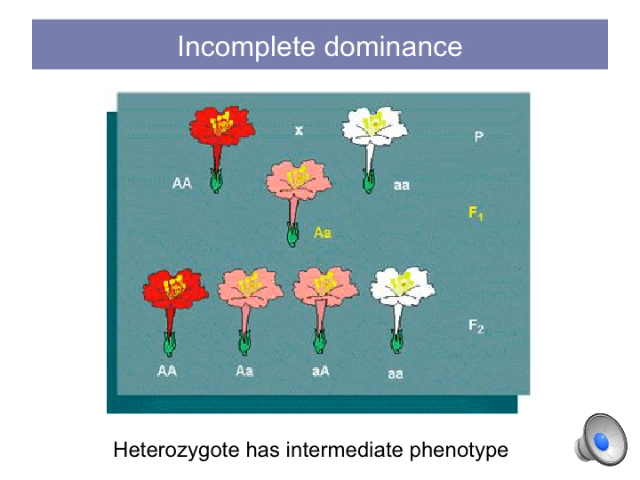 Incomplete dominance
x
P
AA
aa
F₁
Aa
F₂
AA
Aa
aA
aa
Heterozygote has intermediate phenotype